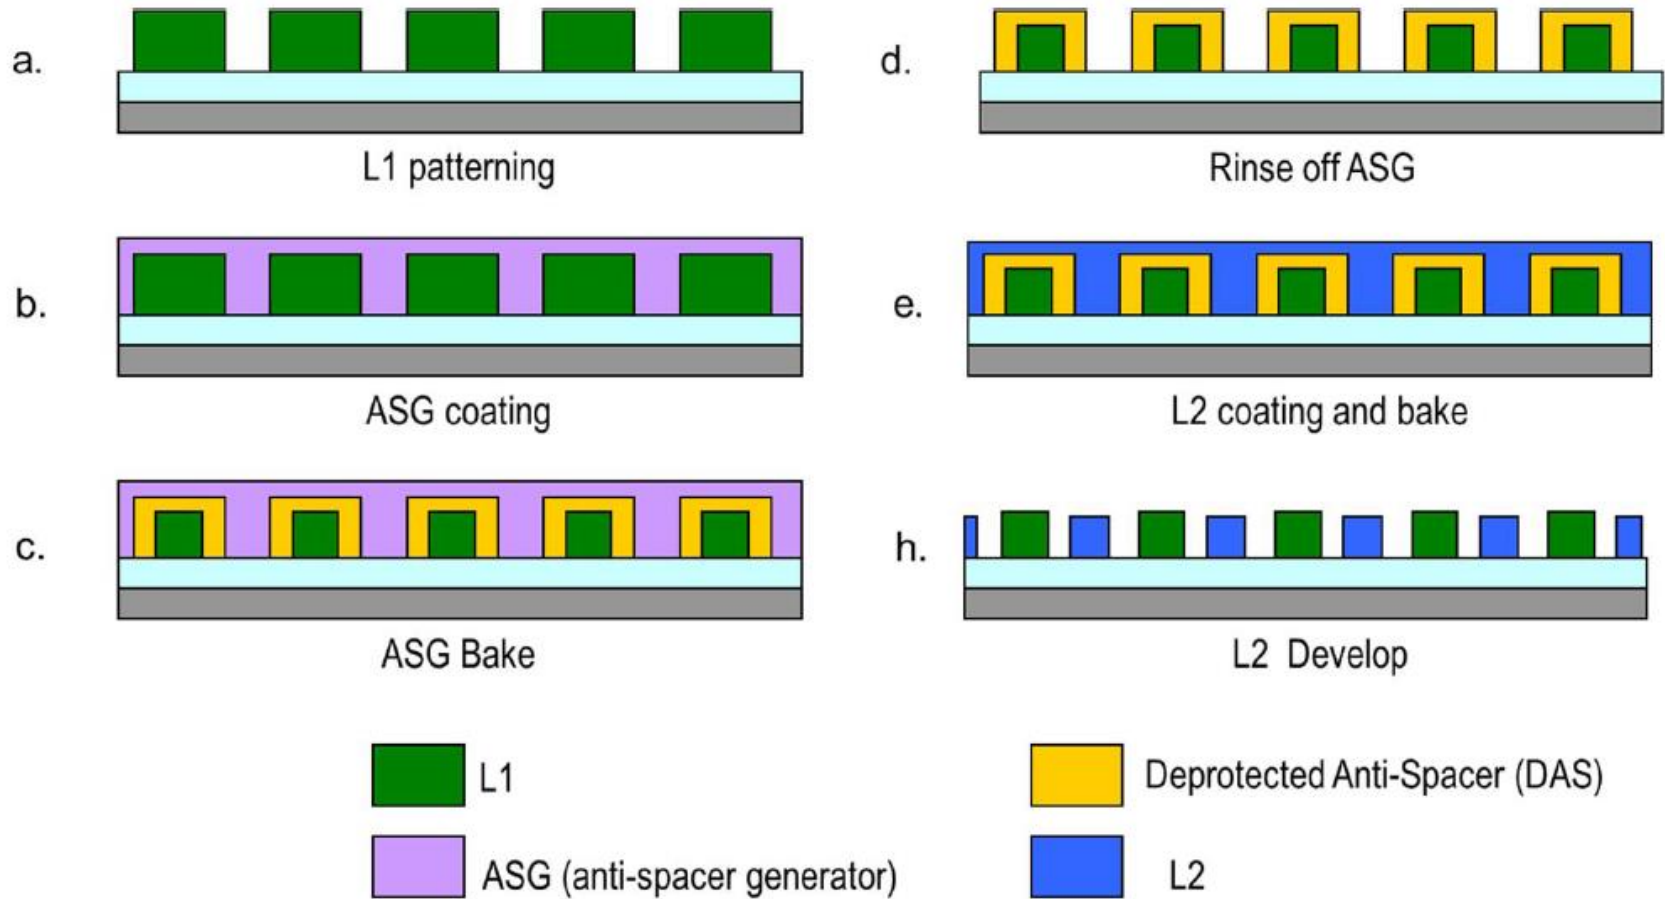 a.
L1 patterning
b.
ASG coating
c.
ASG Bake
d.
Rinse off ASG
e.
L2 coating and bake
h.
L2 Develop
L1
ASG (anti-spacer generator)
Deprotected Anti-Spacer (DAS)
L2